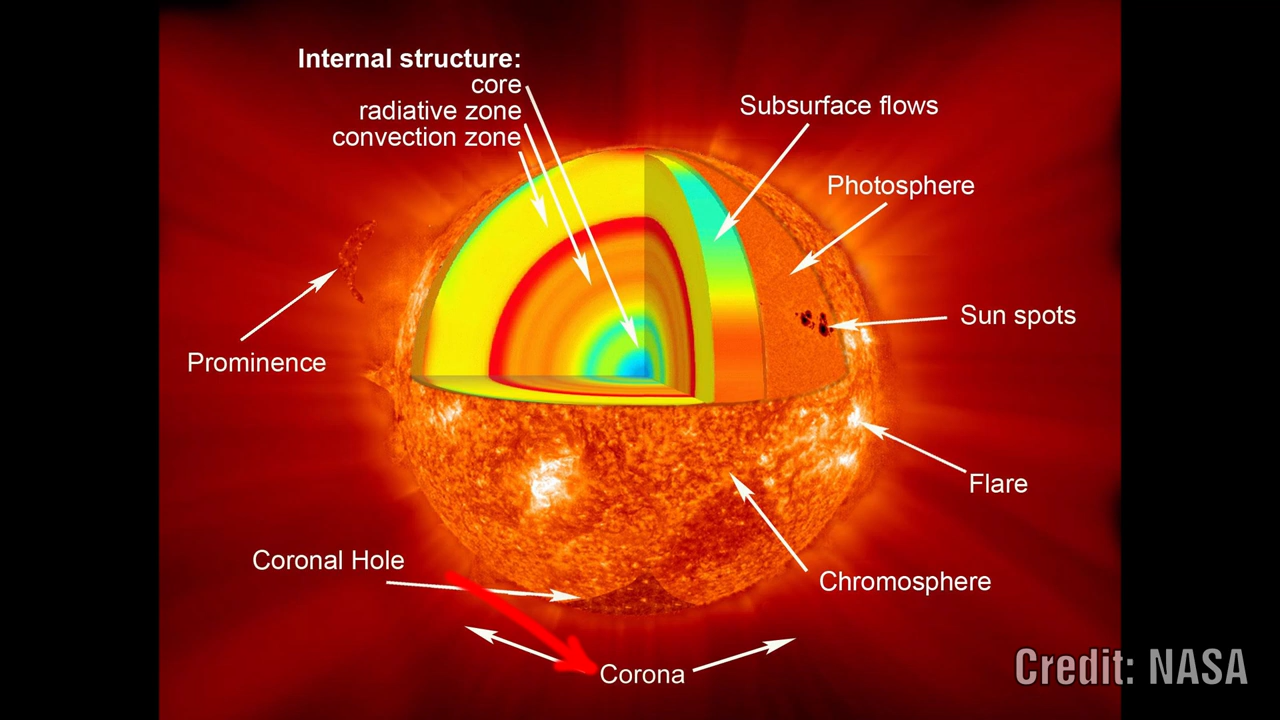 Internal structure:
core
radiative zone
convection zone
Subsurface flows
Photosphere
Sun spots
Prominence
Flare
Coronal Hole
Chromosphere
Corona
Credit: NASA